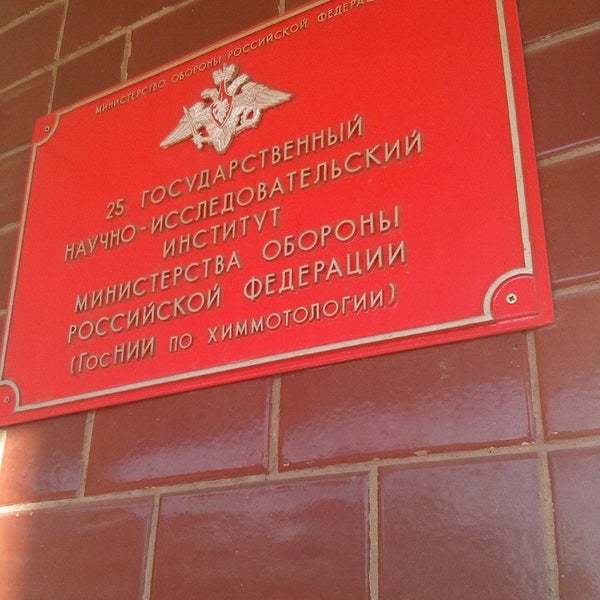 МИНИСТЕРСТВО ОБОРОНЫ РОССИЙСКОЙ ФЕДЕРАЦИИ
25 ГОСУДАРСТВЕННЫЙ
НАУЧНО-ИССЛЕДОВАТЕЛЬСКИЙ
ИНСТИТУТ
МИНИСТЕРСТВА ОБОРОНЫ
РОССИЙСКОЙ ФЕДЕРАЦИИ
(ГосНИИ ПО ХИММОТОЛОГИИ)